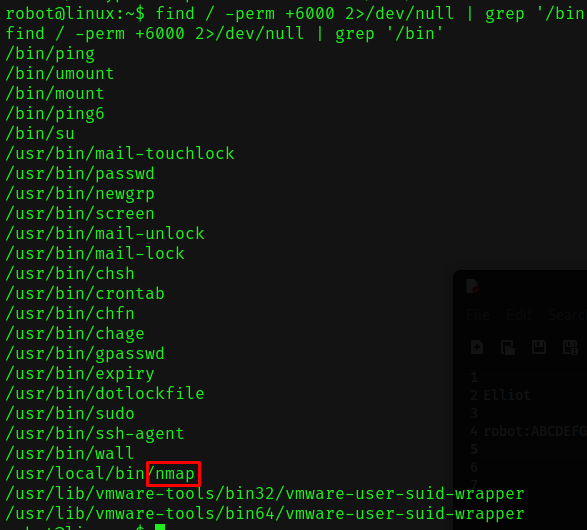 robot@linux:~$ find / -perm +6000 2>/dev/null | grep '/bin
find / -perm +6000 2>/dev/null | grep '/bin'
/bin/ping
/bin/umount
/bin/mount
/bin/ping6
/bin/su
/usr/bin/mail-touchlock
/usr/bin/passwd
/usr/bin/newgrp
/usr/bin/screen
/usr/bin/mail-unlock
/usr/bin/mail-lock
/usr/bin/chsh
/usr/bin/crontab
/usr/bin/chfn
/usr/bin/chage
/usr/bin/gpasswd
/usr/bin/expiry
/usr/bin/dotlockfile
/usr/bin/sudo
/usr/bin/ssh-agent
/usr/bin/wall
/usr/local/bin/nmap
/usr/lib/vmware-tools/bin32/vmware-user-suid-wrapper
/usr/lib/vmware-tools/bin64/vmware-user-suid-wrapper
robot@linux:~$
File Edit Search
1
2 Elliot
3
4 robot:ABCDEFG
5
6
7